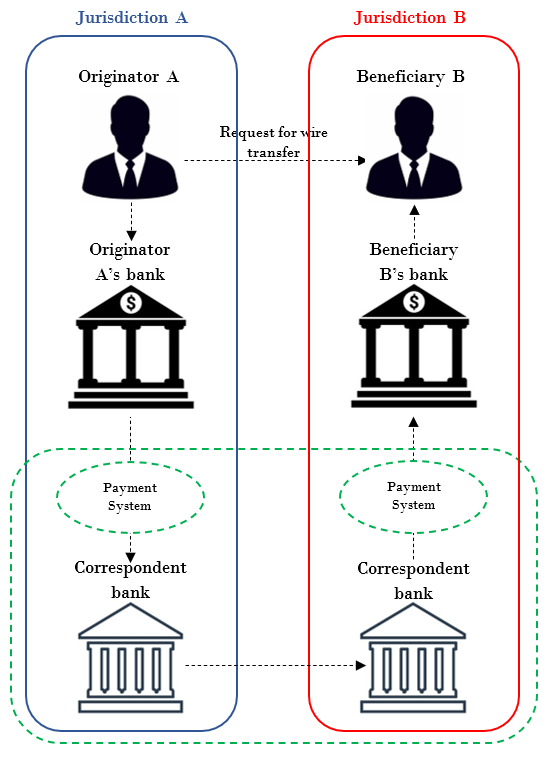 Jurisdiction A
Jurisdiction B
Originator A
Beneficiary B
Request for wire
transfer
Originator
A's bank
Beneficiary
B's bank
$
$
Payment
System
Payment
System
Correspondent
bank
Correspondent
bank